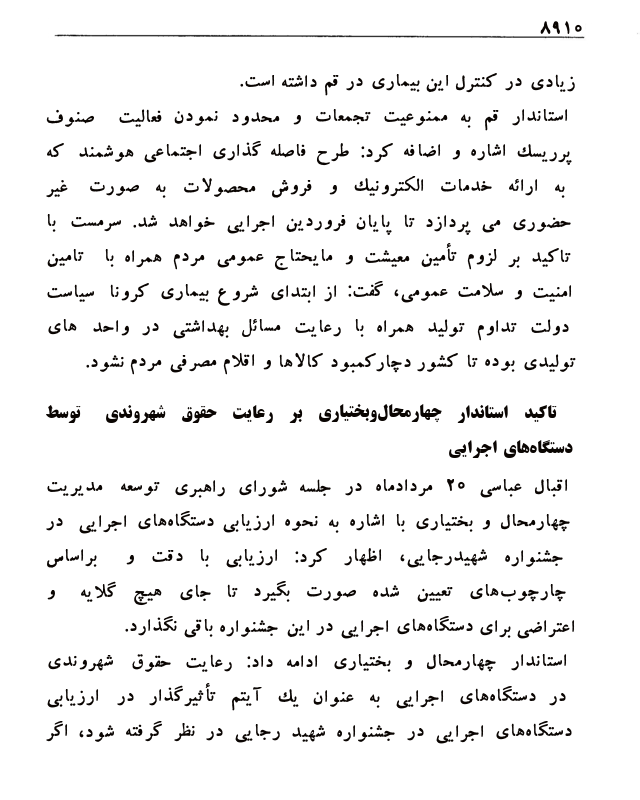 ۸۹۱۰
زیادی در کنترل این بیماری در قم داشته است.
استاندار قم به ممنوعیت تجمعات و محدود نمودن فعالیت صنوف
پرریسك اشاره و اضافه کرد: طرح فاصله گذاری اجتماعی هوشمند که
به ارائه خدمات الکترونیك و فروش محصولات به صورت غیر
حضوری می پردازد تا پایان فروردین اجرایی خواهد شد. سرمست با
تاکید بر لزوم تأمین معیشت و مایحتاج عمومی مردم همراه با تامین
امنیت و سلامت عمومی، گفت: از ابتدای شروع بیماری کرونا سیاست
دولت تداوم تولید همراه با رعایت مسائل بهداشتی در واحد های
تولیدی بوده تا کشور دچارکمبود کالاها و اقلام مصرفی مردم نشود.
تاکید استاندار چهارمحال‌وبختیاری بر رعایت حقوق شهروندی توسط
دستگاه‌های اجرایی
اقبال عباسی ۲۰ مردادماه در جلسه شورای راهبری توسعه مدیریت
چهارمحال و بختیاری با اشاره به نحوه ارزیابی دستگاه‌های اجرایی در
جشنواره شهیدرجایی، اظهار کرد: ارزیابی با دقت و براساس
چارچوب‌های تعیین شده صورت بگیرد تا جای هیچ گلایه و
اعتراضی برای دستگاه‌های اجرایی در این جشنواره باقی نگذارد.
استاندار چهارمحال و بختیاری ادامه داد: رعایت حقوق شهروندی
در دستگاه‌های اجرایی به عنوان یك آیتم تأثیرگذار در ارزیابی
دستگاه‌های اجرایی در جشنواره شهید رجایی در نظر گرفته شود، اگر